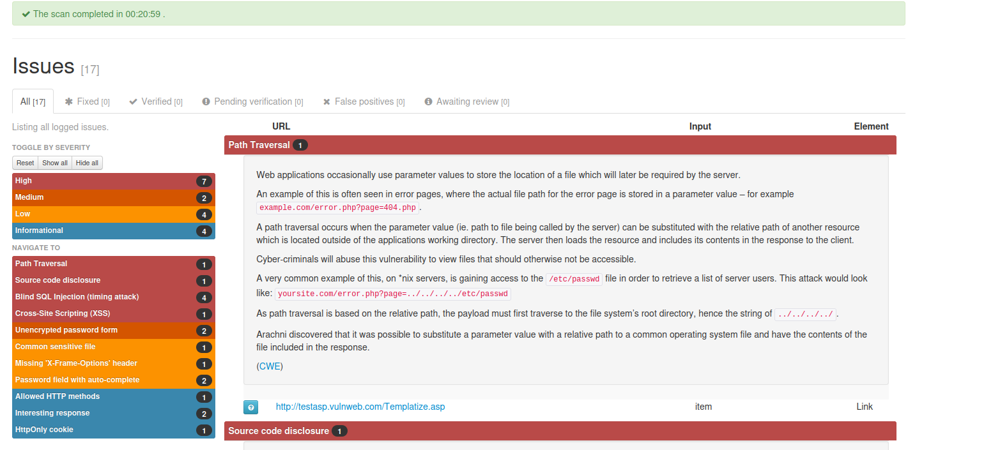 The scan completed in 00:20:59 .
Issues [17]
All [17] Fixed [0] Verified [0] Pending verification [0] False positives [0] Awaiting review [0]
Listing all logged issues.
TOGGLE BY SEVERITY
Reset Show all Hide all
High 7
Medium 2
Low 4
Informational 4
NAVIGATE TO
Path Traversal 1
Source code disclosure 1
Blind SQL Injection (timing attack) 4
Cross-Site Scripting (XSS) 1
Unencrypted password form 2
Common sensitive file 1
Missing 'X-Frame-Options' header 1
Password field with auto-complete 2
Allowed HTTP methods 1
Interesting response 2
HttpOnly cookie 1
URL Input Element
Path Traversal 1
Web applications occasionally use parameter values to store the location of a file which will later be required by the server.
An example of this is often seen in error pages, where the actual file path for the error page is stored in a parameter value – for example
example.com/error.php?page=404.php .
A path traversal occurs when the parameter value (ie. path to file being called by the server) can be substituted with the relative path of another resource
which is located outside of the applications working directory. The server then loads the resource and includes its contents in the response to the client.
Cyber-criminals will abuse this vulnerability to view files that should otherwise not be accessible.
A very common example of this, on *nix servers, is gaining access to the /etc/passwd file in order to retrieve a list of server users. This attack would look
like: yoursite.com/error.php?page=../../../../etc/passwd
As path traversal is based on the relative path, the payload must first traverse to the file system's root directory, hence the string of ../../../../ .
Arachni discovered that it was possible to substitute a parameter value with a relative path to a common operating system file and have the contents of the
file included in the response.
(CWE)
http://testasp.vulnweb.com/Templatize.asp item Link
Source code disclosure 1